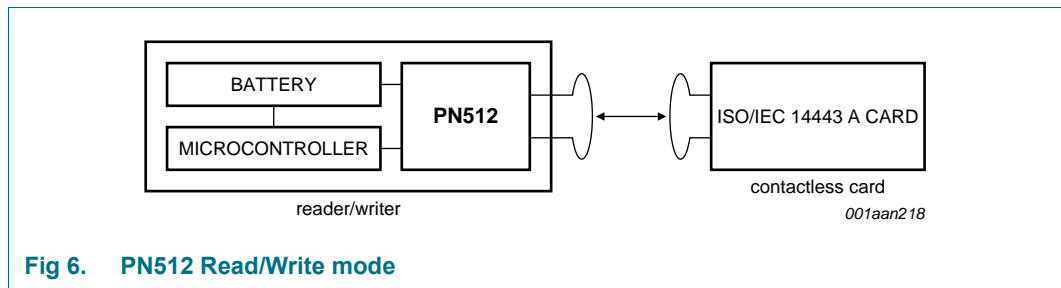 BATTERY
MICROCONTROLLER
PN512
ISO/IEC 14443 A CARD
reader/writer
contactless card
001aan218
Fig 6. PN512 Read/Write mode